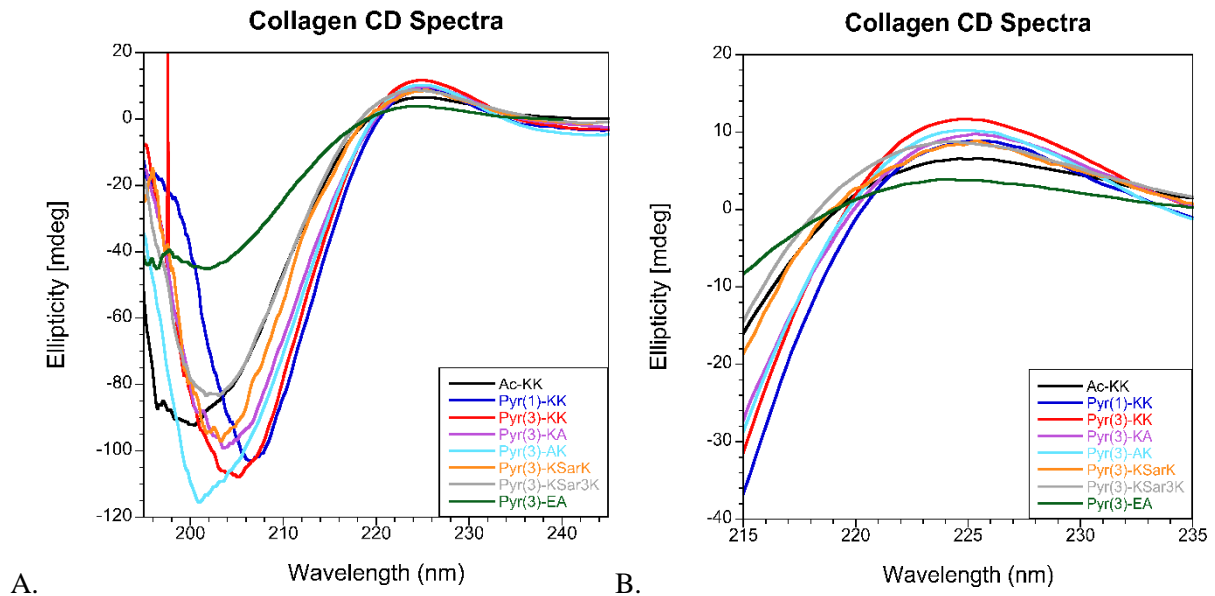 Collagen CD Spectra
20
0
-20
-40
-60
-80
-100
-120
Ellipticity [mdeg]
200
210
220
230
240
Wavelength (nm)
Ac-KK
Pyr(1)-KK
Pyr(3)-KK
Pyr(3)-KA
Pyr(3)-AK
Pyr(3)-KSarK
Pyr(3)-KSar3K
Pyr(3)-EA
A.
Collagen CD Spectra
20
10
0
-10
-20
-30
-40
Ellipticity [mdeg]
215
220
225
230
235
Wavelength (nm)
Ac-KK
Pyr(1)-KK
Pyr(3)-KK
Pyr(3)-KA
Pyr(3)-AK
Pyr(3)-KSarK
Pyr(3)-KSar3K
Pyr(3)-EA
B.